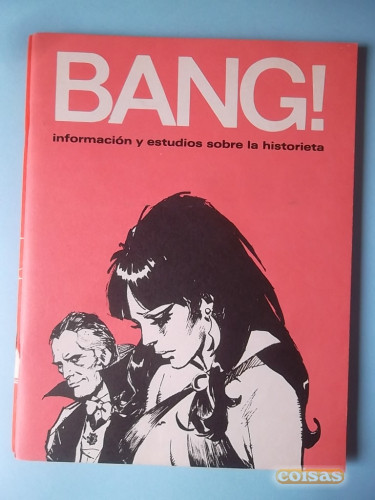 BANG!
información y estudios sobre la historieta
coisas